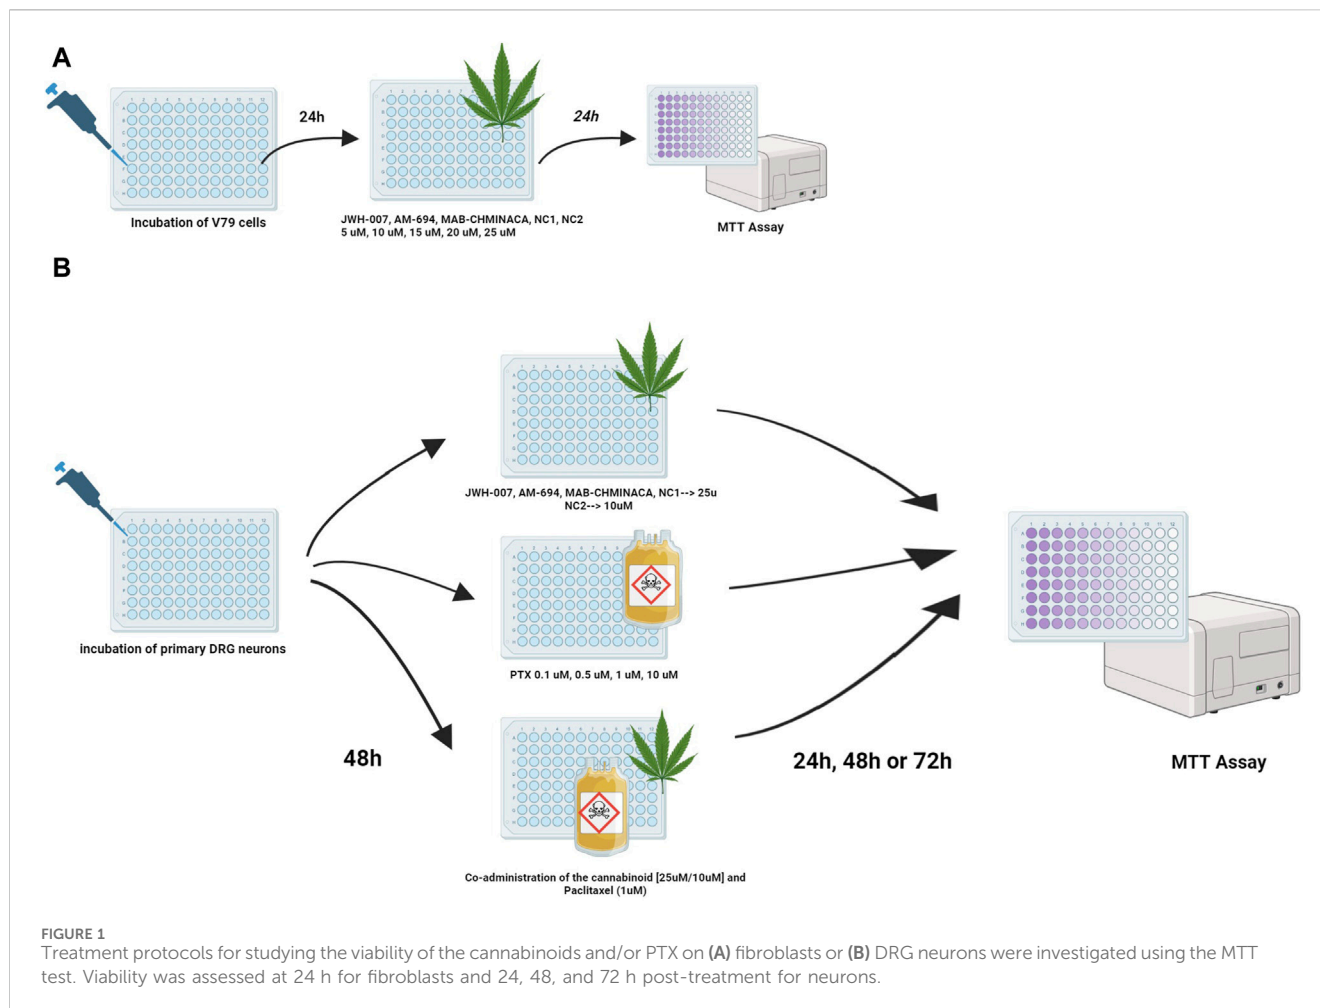 A
24h
24h
Incubation of V79 cells
JWH-007, AM-694, MAB-CHMINACA, NC1, NC2
5 uM, 10 uM, 15 uM, 20 uM, 25 uM
MTT Assay
B
JWH-007, AM-694, MAB-CHMINACA, NC1--> 25u
NC2--> 10uM
incubation of primary DRG neurons
PTX 0.1 uM, 0.5 uM, 1 uM, 10 uM
48h
24h, 48h or 72h
MTT Assay
Co-administration of the cannabinoid [25uM/10uM] and
Paclitaxel (1uM)
FIGURE 1
Treatment protocols for studying the viability of the cannabinoids and/or PTX on (A) fibroblasts or (B) DRG neurons were investigated using the MTT
test. Viability was assessed at 24 h for fibroblasts and 24, 48, and 72 h post-treatment for neurons.